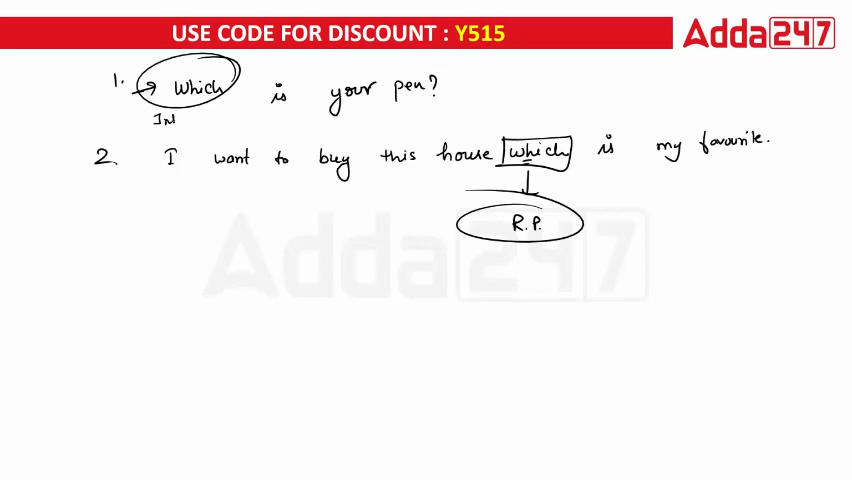 USE CODE FOR DISCOUNT : Y515
Adda247
1. Which is your pen?
IN
2. I want to buy this house which is my favourite.
R.P.
Adda247